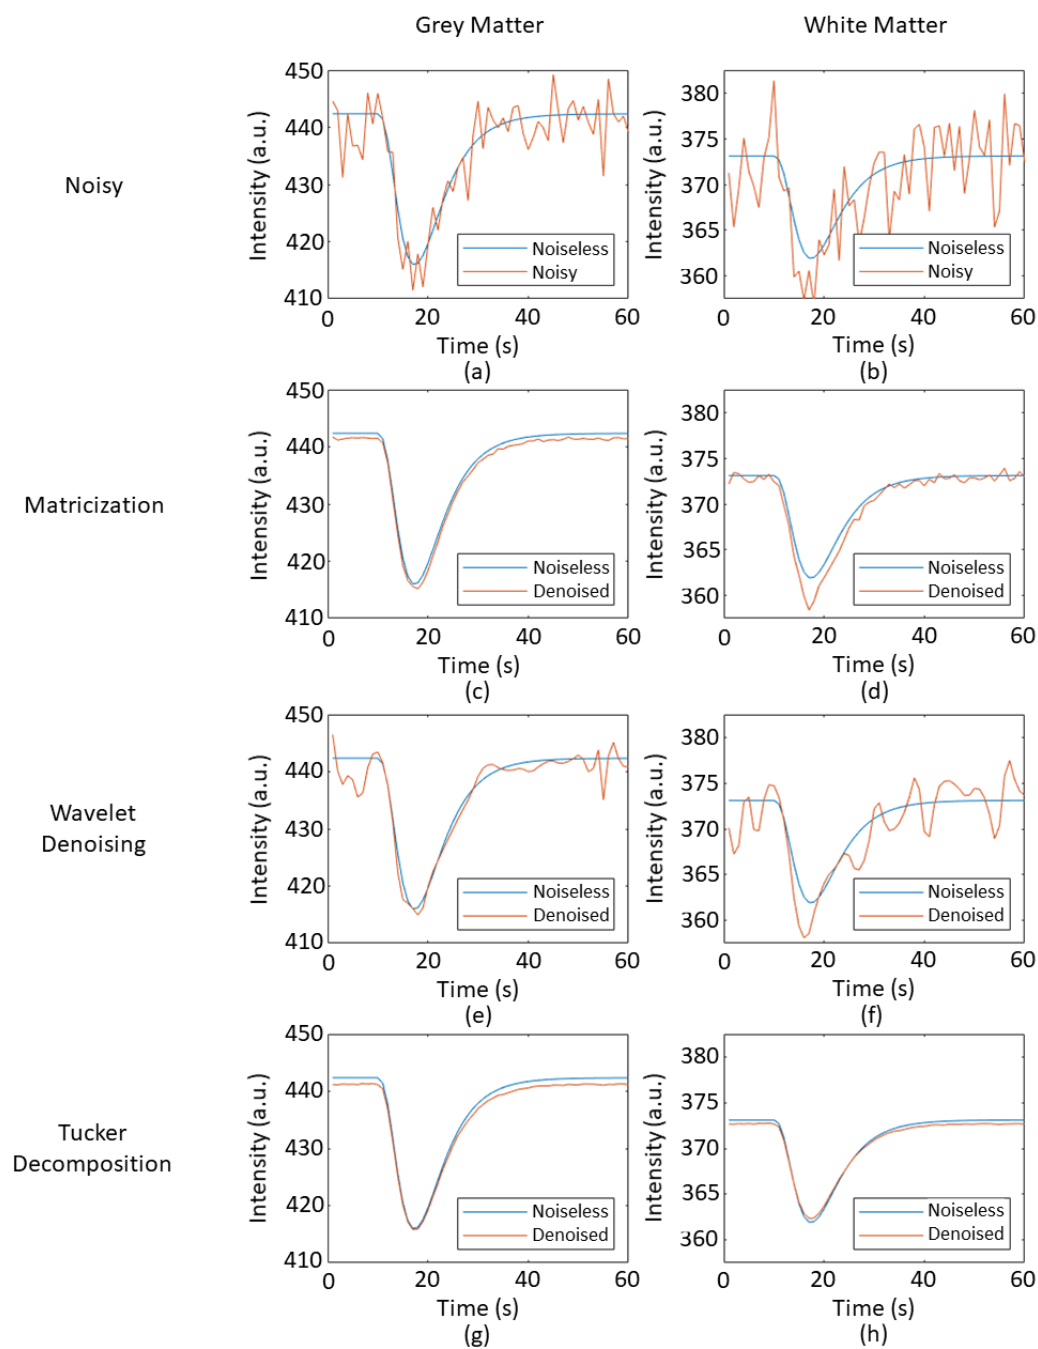 Grey Matter
White Matter
Noisy
Intensity (a.u.)
450
440
430
420
410
Noiseless
Noisy
0 20 40 60
Time (s)
(a)
Intensity (a.u.)
380
375
370
365
360
Noiseless
Noisy
0 20 40 60
Time (s)
(b)
Matricization
Intensity (a.u.)
450
440
430
420
410
Noiseless
Denoised
0 20 40 60
Time (s)
(c)
Intensity (a.u.)
380
375
370
365
360
Noiseless
Denoised
0 20 40 60
Time (s)
(d)
Wavelet
Denoising
Intensity (a.u.)
450
440
430
420
410
Noiseless
Denoised
0 20 40 60
Time (s)
(e)
Intensity (a.u.)
380
375
370
365
360
Noiseless
Denoised
0 20 40 60
Time (s)
(f)
Tucker
Decomposition
Intensity (a.u.)
450
440
430
420
410
Noiseless
Denoised
0 20 40 60
Time (s)
(g)
Intensity (a.u.)
380
375
370
365
360
Noiseless
Denoised
0 20 40 60
Time (s)
(h)